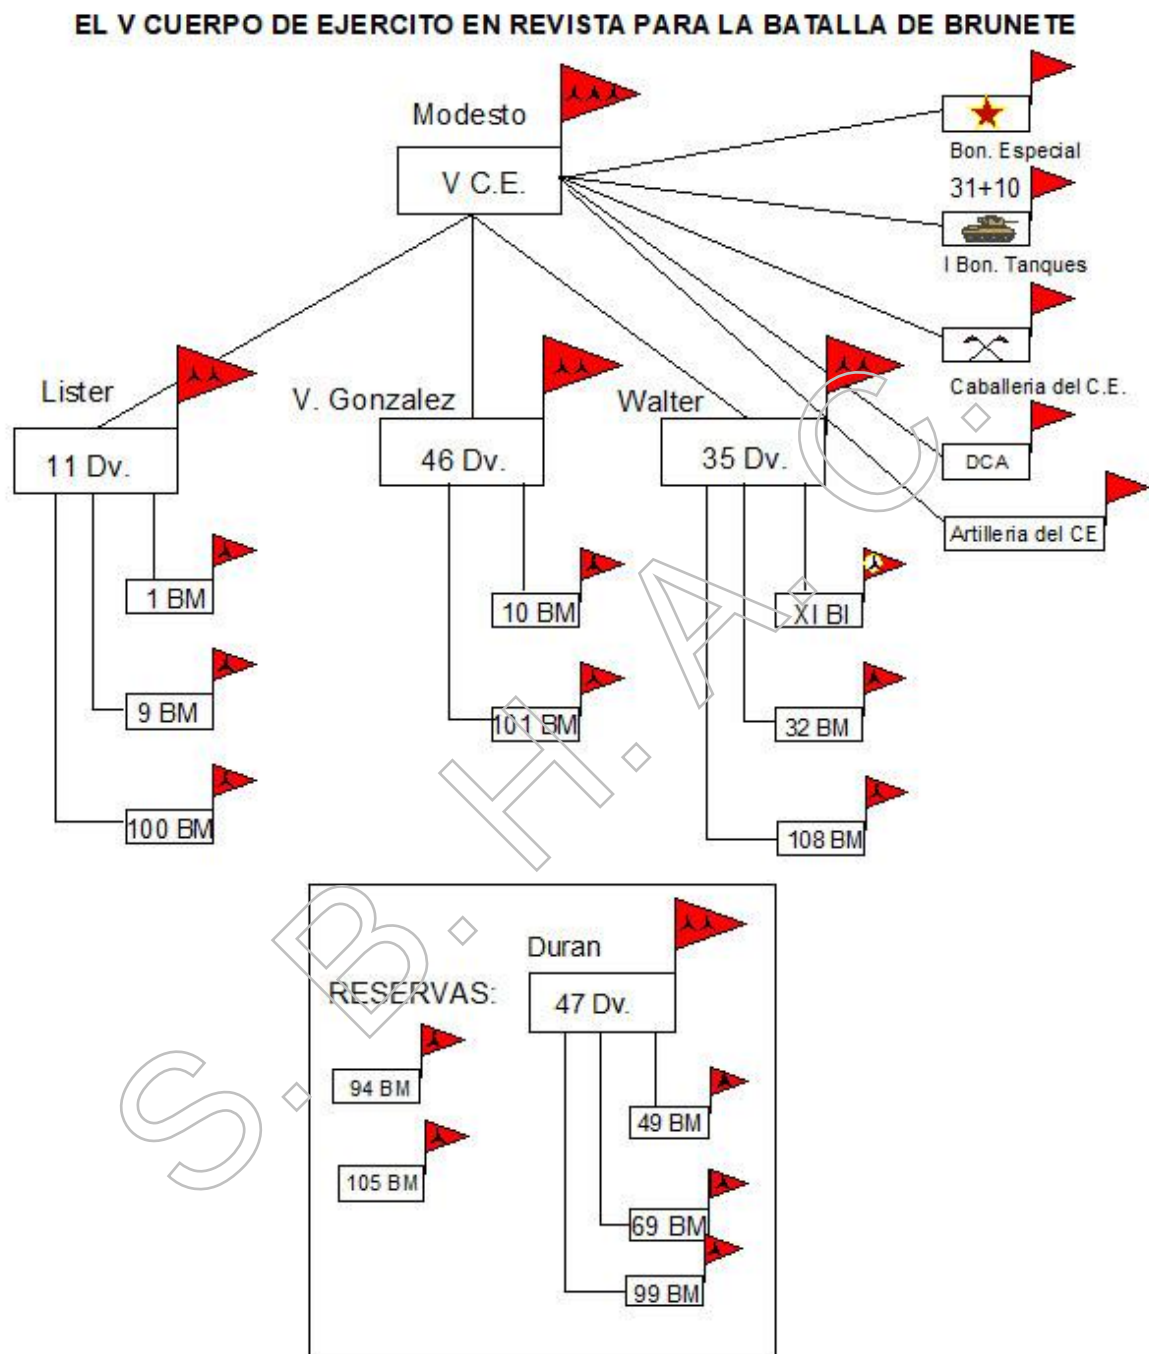 EL V CUERPO DE EJERCITO EN REVISTA PARA LA BATALLA DE BRUNETE
Modesto
V C.E.
Bon. Especial
31+10
I Bon. Tanques
Caballeria del C.E.
DCA
Artilleria del CE
Lister
11 Dv.
1 BM
9 BM
100 BM
V. Gonzalez
46 Dv.
10 BM
101 BM
Walter
35 Dv.
XI BI
32 BM
108 BM
RESERVAS:
94 BM
105 BM
Duran
47 Dv.
49 BM
69 BM
99 BM
S. B. H. A. C.